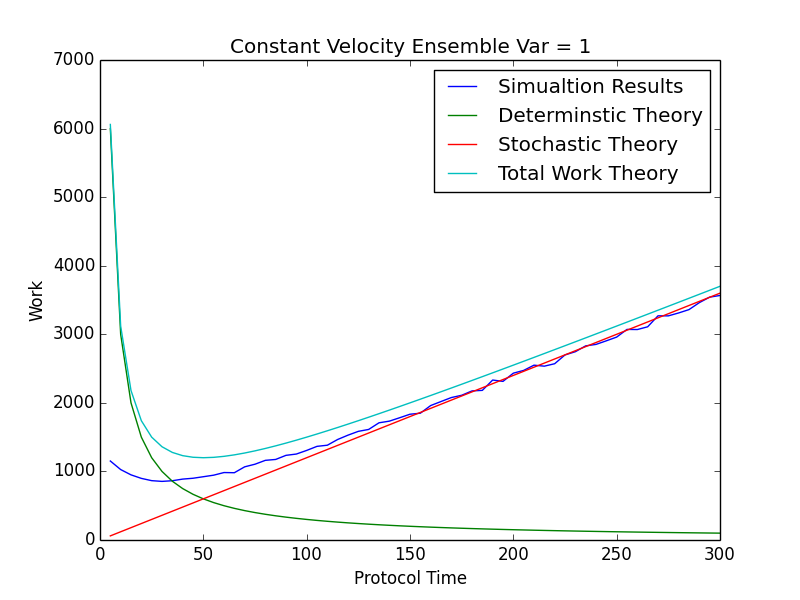 Constant Velocity Ensemble Var = 1
7000
6000
5000
4000
3000
2000
1000
0
Work
Simualtion Results
Determinstic Theory
Stochastic Theory
Total Work Theory
0 50 100 150 200 250 300
Protocol Time